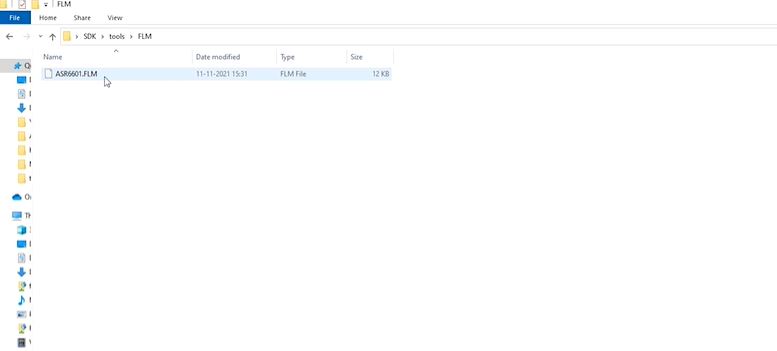 FLM
File Home Share View
SDK tools FLM
Name Date modified Type Size
ASR6601.FLM 11-11-2021 15:31 FLM File 12 KB